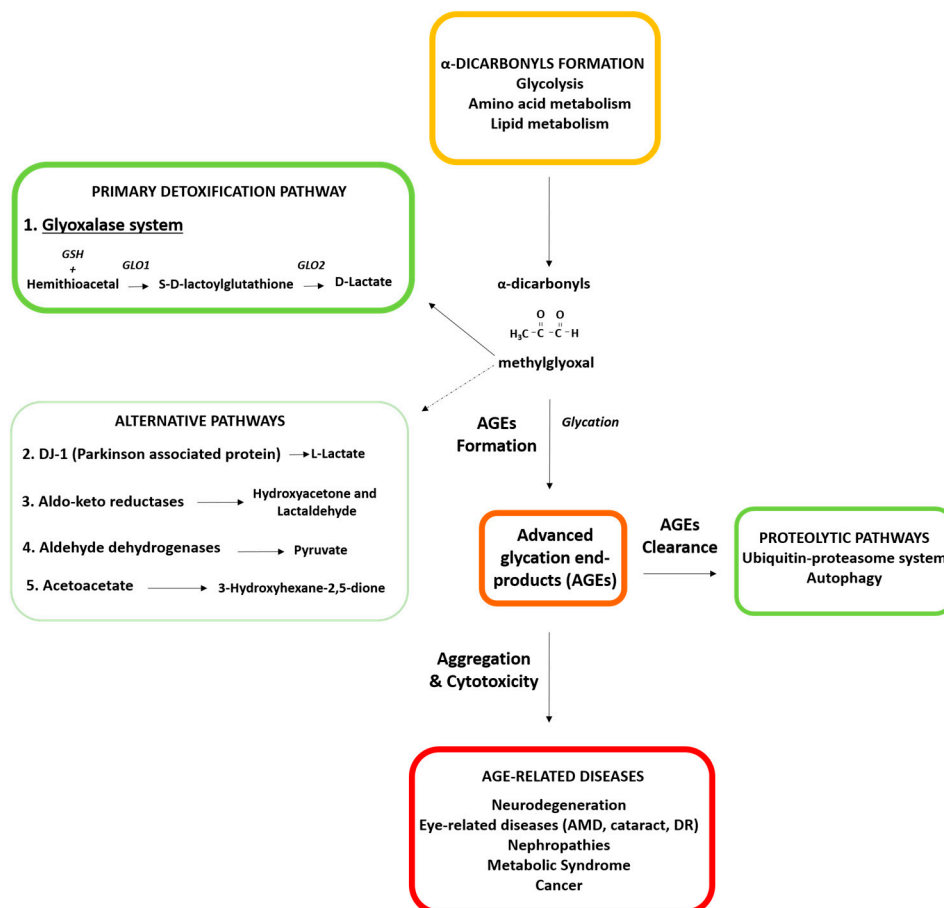 α-DICARBONYLS FORMATION
Glycolysis
Amino acid metabolism
Lipid metabolism
PRIMARY DETOXIFICATION PATHWAY
1. Glyoxalase system
GSH
+
GLO1
GLO2
Hemithioacetal
S-D-lactoylglutathione
D-Lactate
α-dicarbonyls
O O
H₃C-C-C-H
methylglyoxal
ALTERNATIVE PATHWAYS
2. DJ-1 (Parkinson associated protein)
L-Lactate
3. Aldo-keto reductases
Hydroxyacetone and
Lactaldehyde
4. Aldehyde dehydrogenases
Pyruvate
5. Acetoacetate
3-Hydroxyhexane-2,5-dione
AGEs
Formation
Glycation
Advanced
glycation end-
products (AGEs)
AGEs
Clearance
PROTEOLYTIC PATHWAYS
Ubiquitin-proteasome system
Autophagy
Aggregation
& Cytotoxicity
AGE-RELATED DISEASES
Neurodegeneration
Eye-related diseases (AMD, cataract, DR)
Nephropathies
Metabolic Syndrome
Cancer